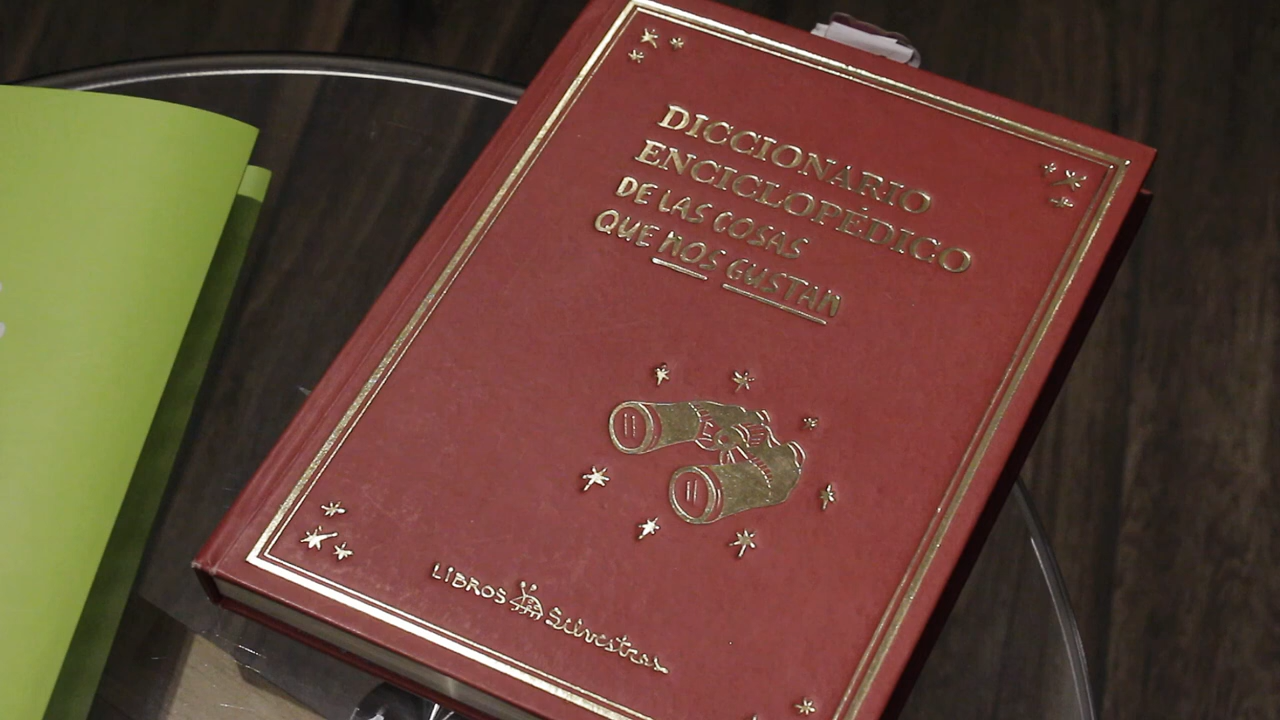 DICCIONARIO
ENCICLOPÉDICO
DE LAS COSAS
QUE NOS GUSTAN
LIBROS Silvestres